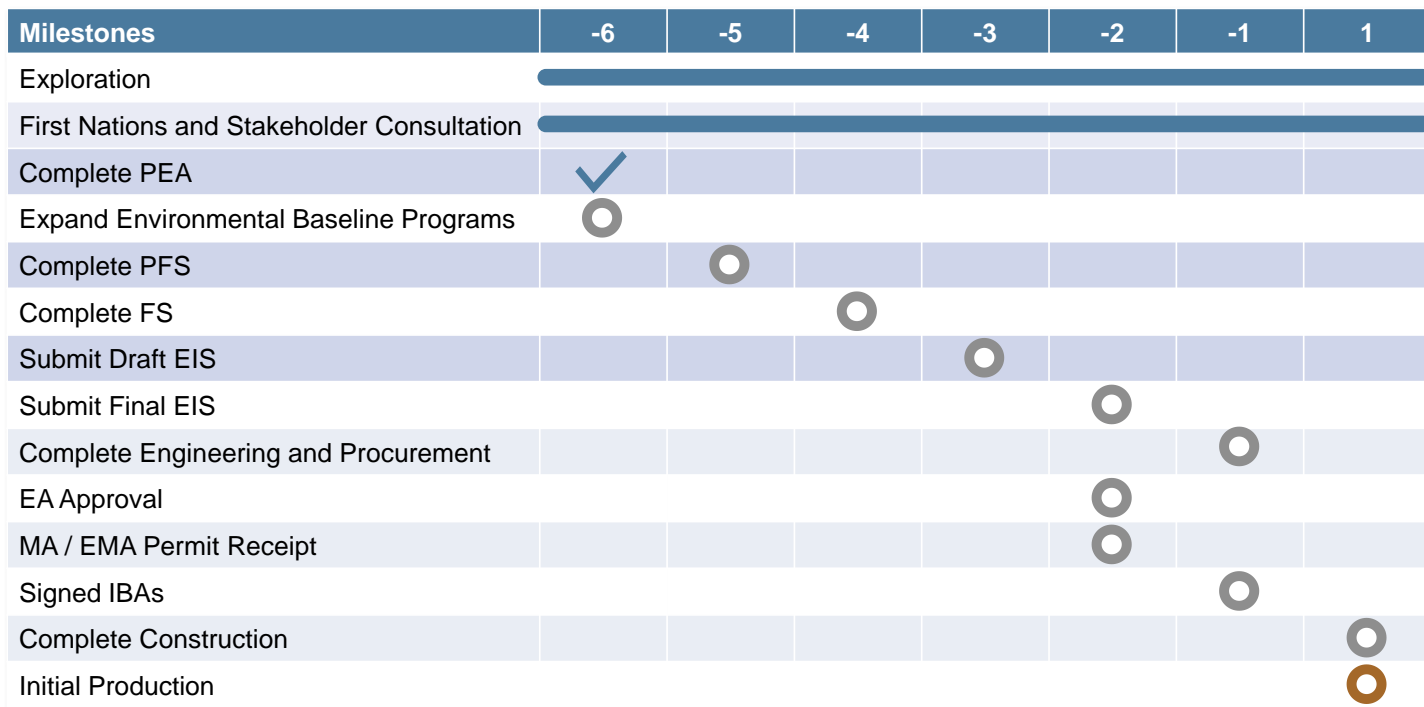 Milestones -6 -5 -4 -3 -2 -1 1
Exploration
First Nations and Stakeholder Consultation
Complete PEA
Expand Environmental Baseline Programs
Complete PFS
Complete FS
Submit Draft EIS
Submit Final EIS
Complete Engineering and Procurement
EA Approval
MA / EMA Permit Receipt
Signed IBAs
Complete Construction
Initial Production